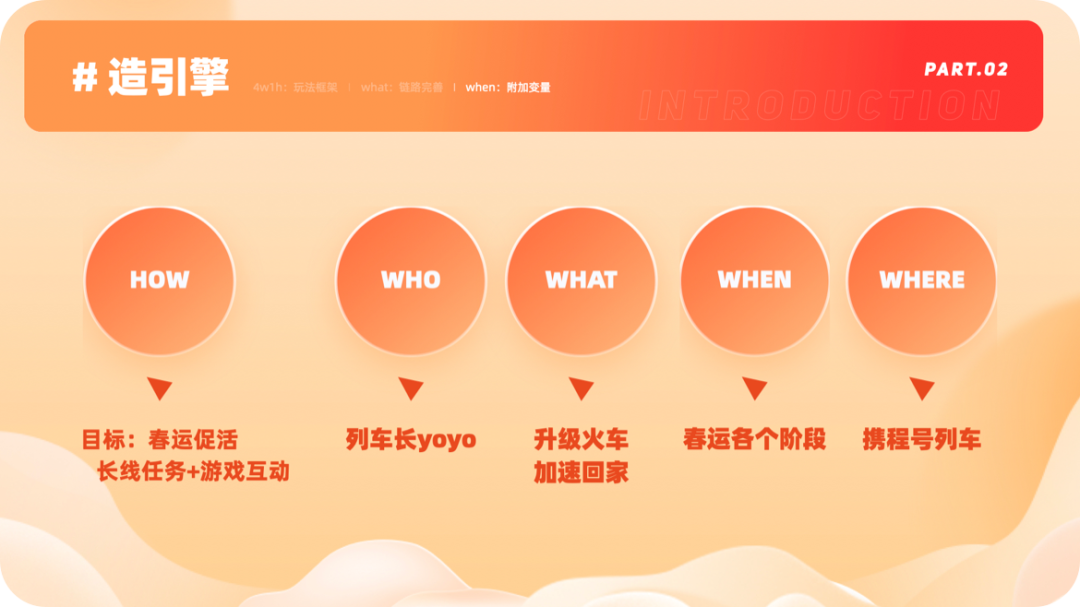 # 造引擎
4w1h：玩法框架 | what：链路完善 | when：附加变量
PART.02
INTRODUCTION
HOW
WHO
WHAT
WHEN
WHERE
目标：春运促活
长线任务+游戏互动
列车长yoyo
升级火车
加速回家
春运各个阶段
携程号列车